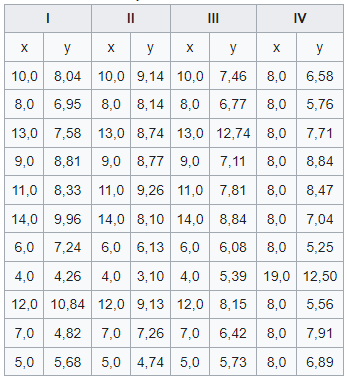 I II III IV
x y x y x y x y
10,0 8,04 10,0 9,14 10,0 7,46 8,0 6,58
8,0 6,95 8,0 8,14 8,0 6,77 8,0 5,76
13,0 7,58 13,0 8,74 13,0 12,74 8,0 7,71
9,0 8,81 9,0 8,77 9,0 7,11 8,0 8,84
11,0 8,33 11,0 9,26 11,0 7,81 8,0 8,47
14,0 9,96 14,0 8,10 14,0 8,84 8,0 7,04
6,0 7,24 6,0 6,13 6,0 6,08 8,0 5,25
4,0 4,26 4,0 3,10 4,0 5,39 19,0 12,50
12,0 10,84 12,0 9,13 12,0 8,15 8,0 5,56
7,0 4,82 7,0 7,26 7,0 6,42 8,0 7,91
5,0 5,68 5,0 4,74 5,0 5,73 8,0 6,89